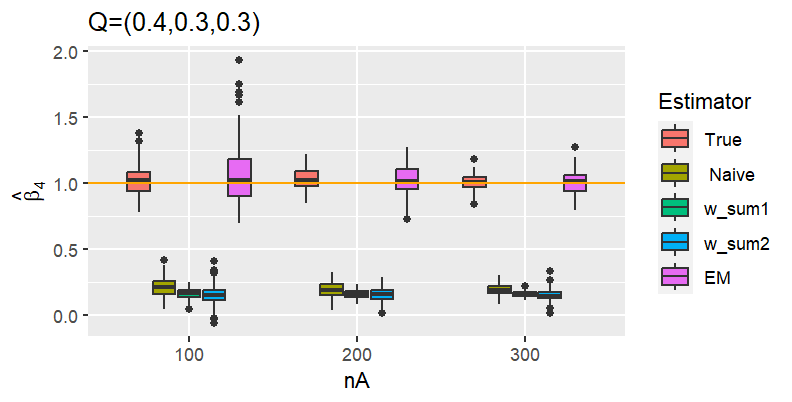 Q=(0.4,0.3,0.3)
2.0
1.5
1.0
0.5
0.0
β̂4
100
200
300
nA
Estimator
True
Naive
w_sum1
w_sum2
EM